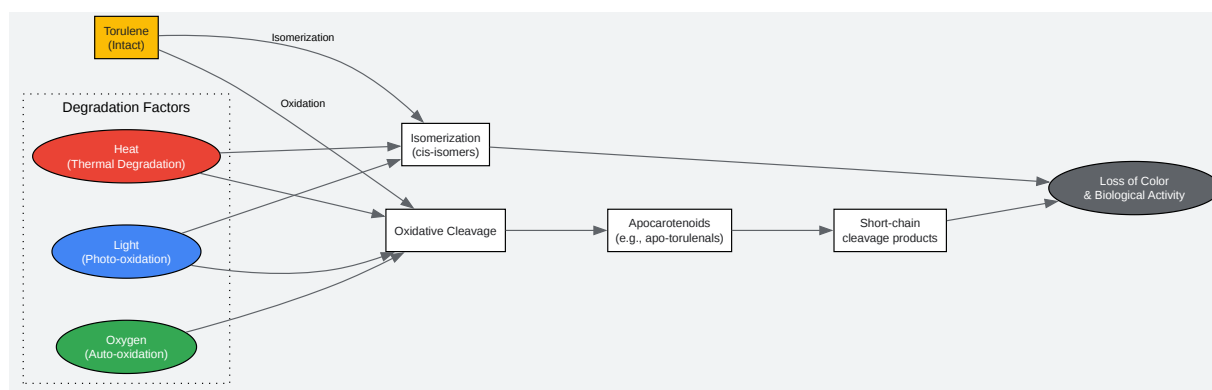 Torulene
(Intact)
Isomerization
Oxidation
Degradation Factors
Heat
(Thermal Degradation)
Light
(Photo-oxidation)
Oxygen
(Auto-oxidation)
Isomerization
(cis-isomers)
Oxidative Cleavage
Apocarotenoids
(e.g., apo-torulenals)
Short-chain
cleavage products
Loss of Color
& Biological Activity